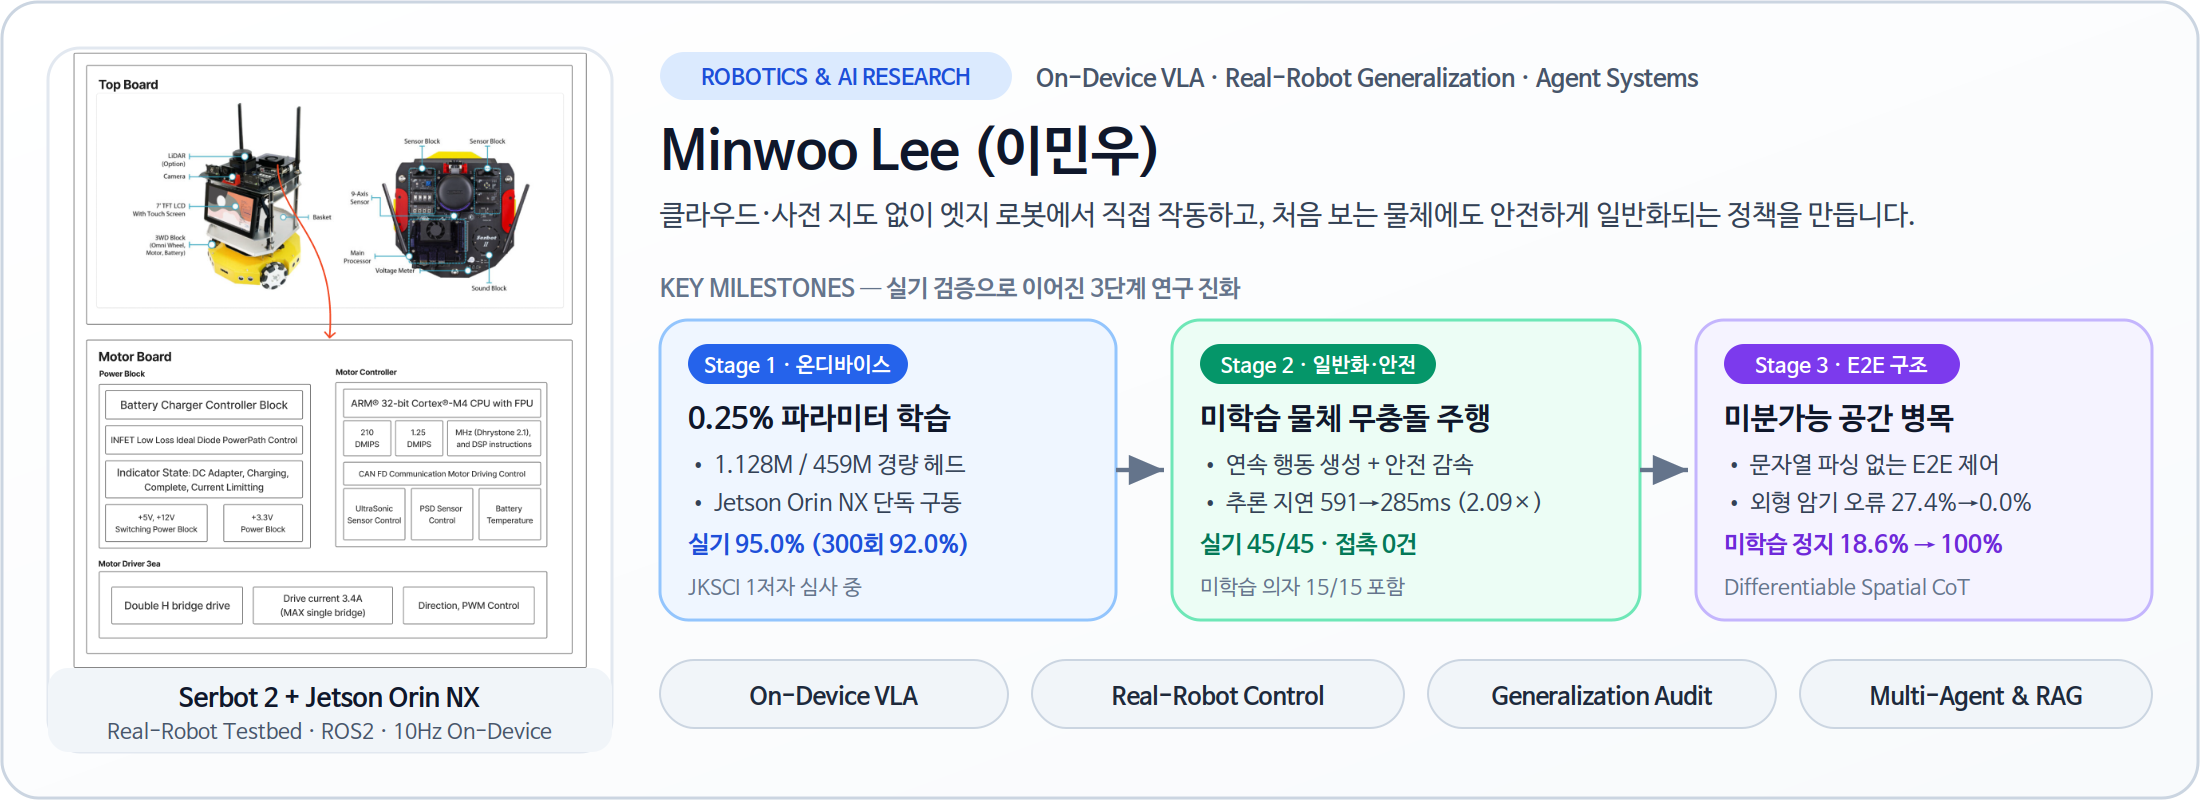 Top Board
LiDAR
(Option)
Camera
7" TFT LCD
With Touch Screen
3WD Block
(Omni Wheel,
Motor, Battery)
Basket
Sensor Block
Sensor Block
9-Axis
Sensor
Main
Processor
Voltage Meter
Sound Block
Serbot
II
Motor Board
Power Block
Battery Charger Controller Block
INFET Low Loss Ideal Diode PowerPath Control
Indicator State: DC Adapter, Charging,
Complete, Current Limitting
+5V, +12V
Switching Power Block
+3.3V
Power Block
Motor Controller
ARM® 32-bit Cortex®-M4 CPU with FPU
210
DMIPS
1.25
DMIPS
MHz (Dhrystone 2.1),
and DSP instructions
CAN FD Communication Motor Driving Control
UltraSonic
Sensor Control
PSD Sensor
Control
Battery
Temperature
Motor Driver 3ea
Double H bridge drive
Drive current 3.4A
(MAX single bridge)
Direction, PWM Control
Serbot 2 + Jetson Orin NX
Real-Robot Testbed · ROS2 · 10Hz On-Device
ROBOTICS & AI RESEARCH
On-Device VLA · Real-Robot Generalization · Agent Systems
Minwoo Lee (이민우)
클라우드·사전 지도 없이 엣지 로봇에서 직접 작동하고, 처음 보는 물체에도 안전하게 일반화되는 정책을 만듭니다.
KEY MILESTONES — 실기 검증으로 이어진 3단계 연구 진화
Stage 1 · 온디바이스
0.25% 파라미터 학습
• 1.128M / 459M 경량 헤드
• Jetson Orin NX 단독 구동
실기 95.0% (300회 92.0%)
JKSCI 1저자 심사 중
Stage 2 · 일반화·안전
미학습 물체 무충돌 주행
• 연속 행동 생성 + 안전 감속
• 추론 지연 591→285ms (2.09×)
실기 45/45 · 접촉 0건
미학습 의자 15/15 포함
Stage 3 · E2E 구조
미분가능 공간 병목
• 문자열 파싱 없는 E2E 제어
• 외형 암기 오류 27.4%→0.0%
미학습 정지 18.6% → 100%
Differentiable Spatial CoT
On-Device VLA
Real-Robot Control
Generalization Audit
Multi-Agent & RAG